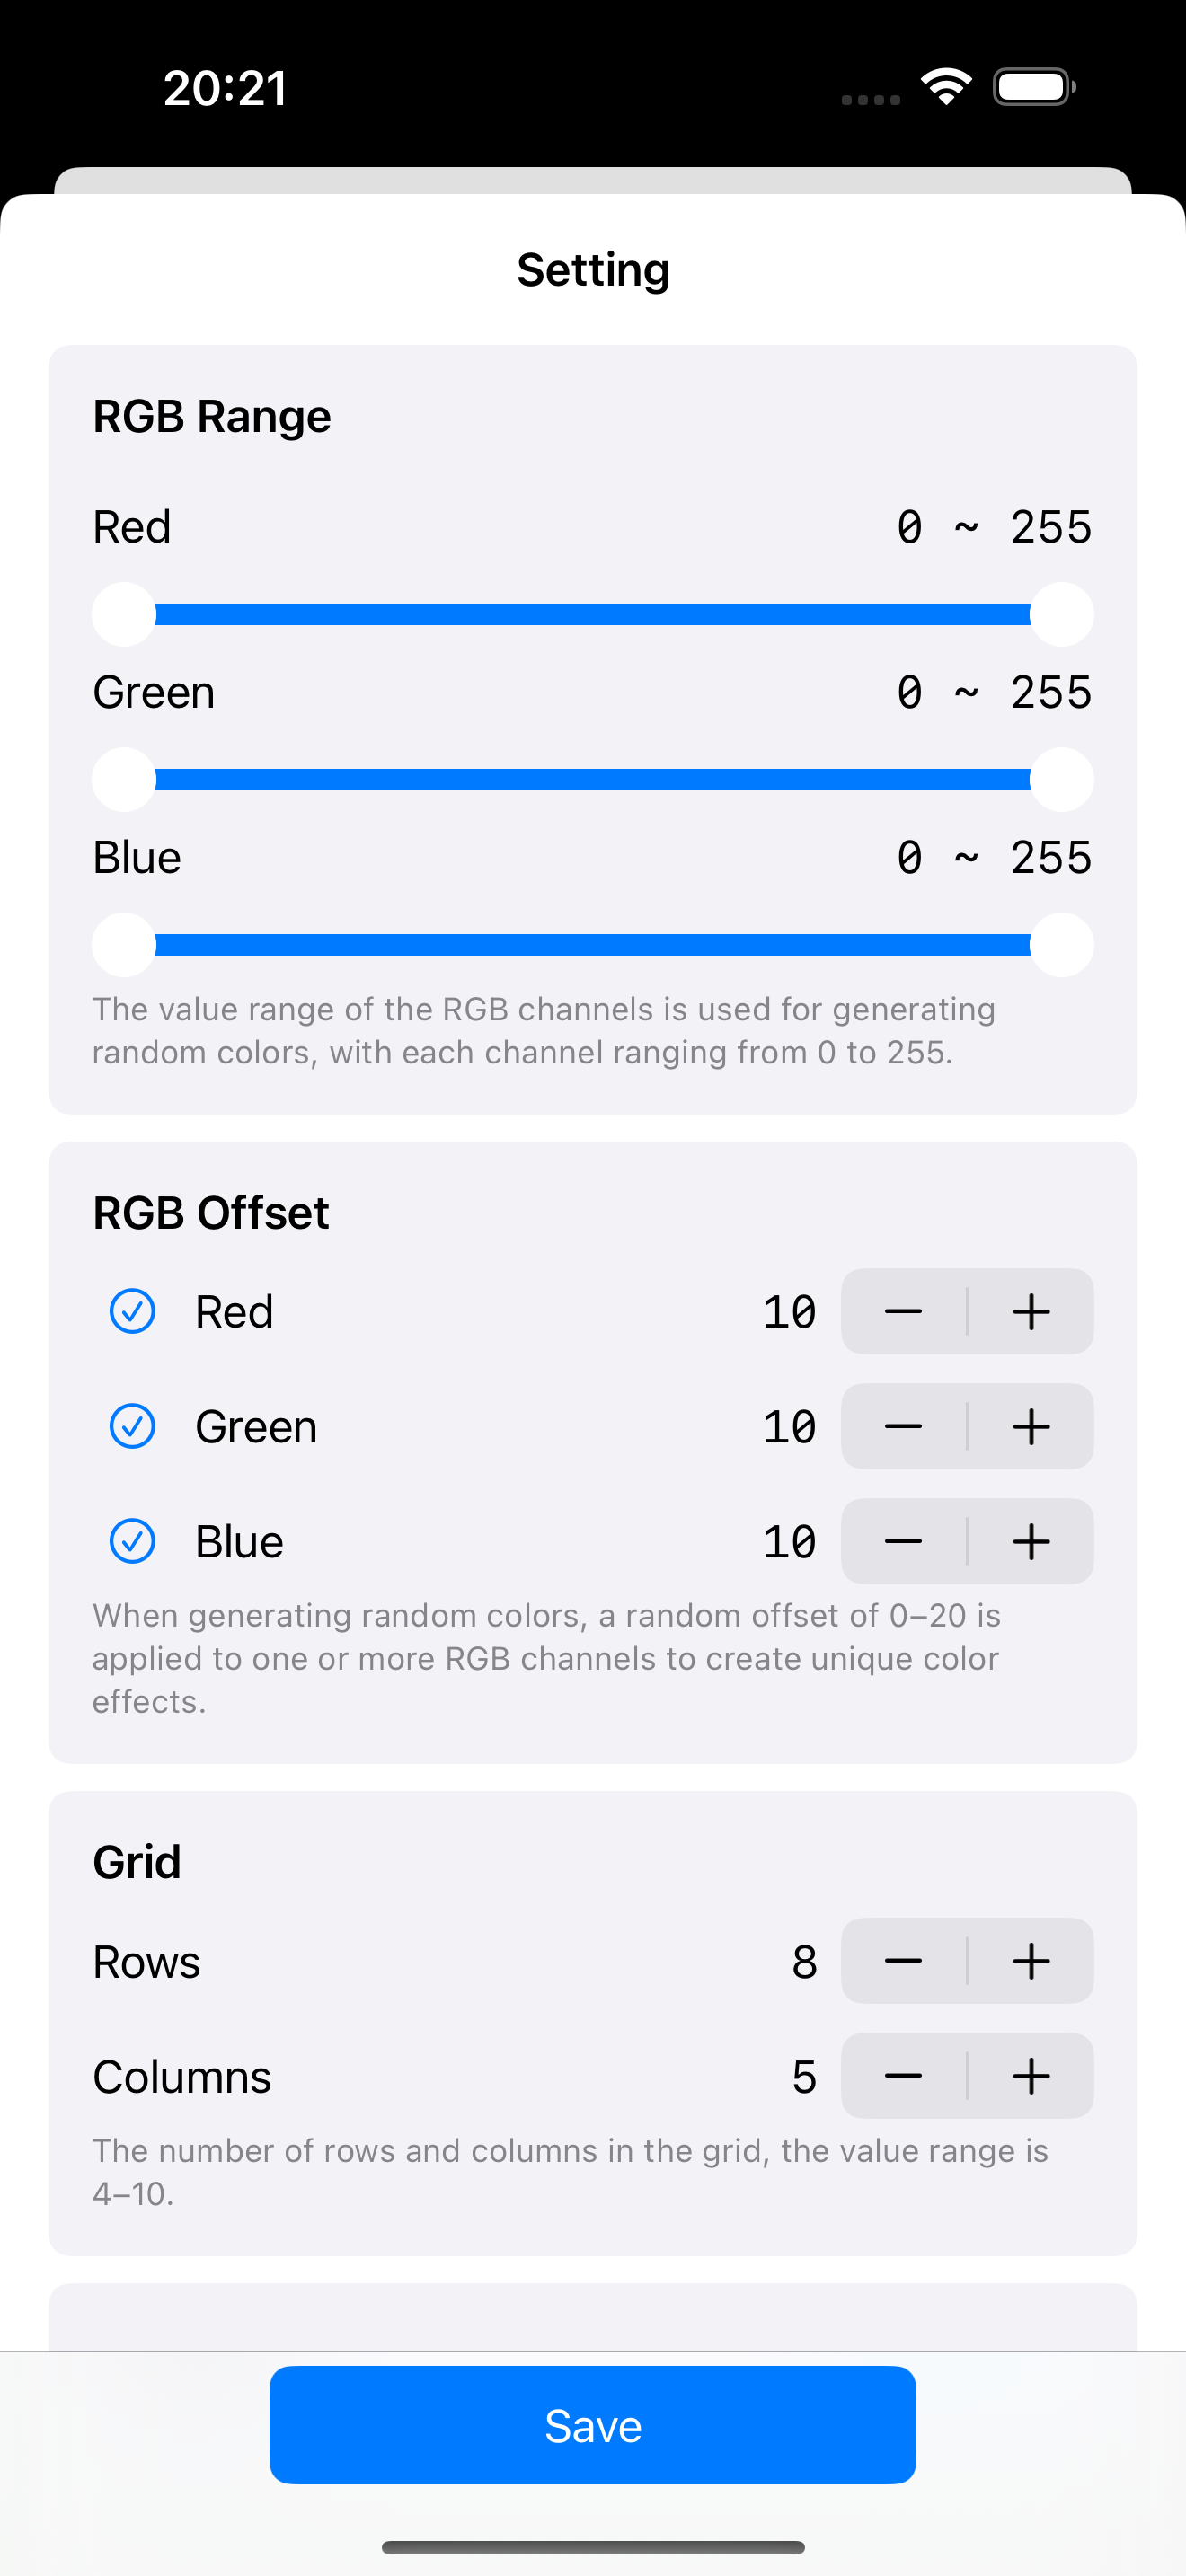 20:21
Setting
RGB Range
Red 0 ~ 255
Green 0 ~ 255
Blue 0 ~ 255
The value range of the RGB channels is used for generating
random colors, with each channel ranging from 0 to 255.
RGB Offset
Red 10 − +
Green 10 − +
Blue 10 − +
When generating random colors, a random offset of 0–20 is
applied to one or more RGB channels to create unique color
effects.
Grid
Rows 8 − +
Columns 5 − +
The number of rows and columns in the grid, the value range is
4–10.
Save